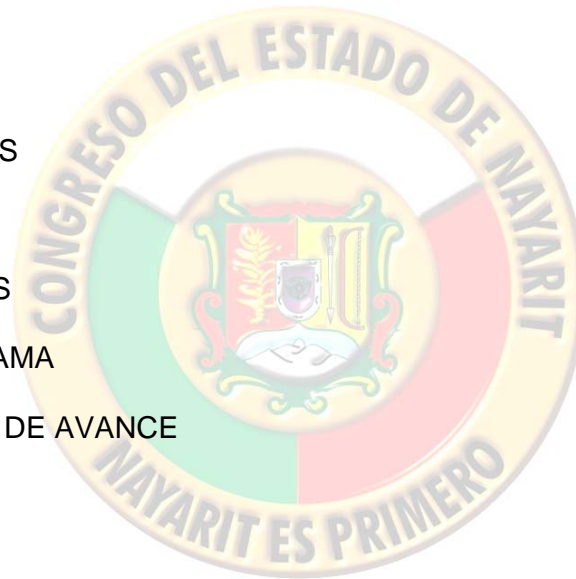 CONGRESO DEL ESTADO DE NAYARIT
S
S
AMA
DE AVANCE
NAYARIT ES PRIMERO